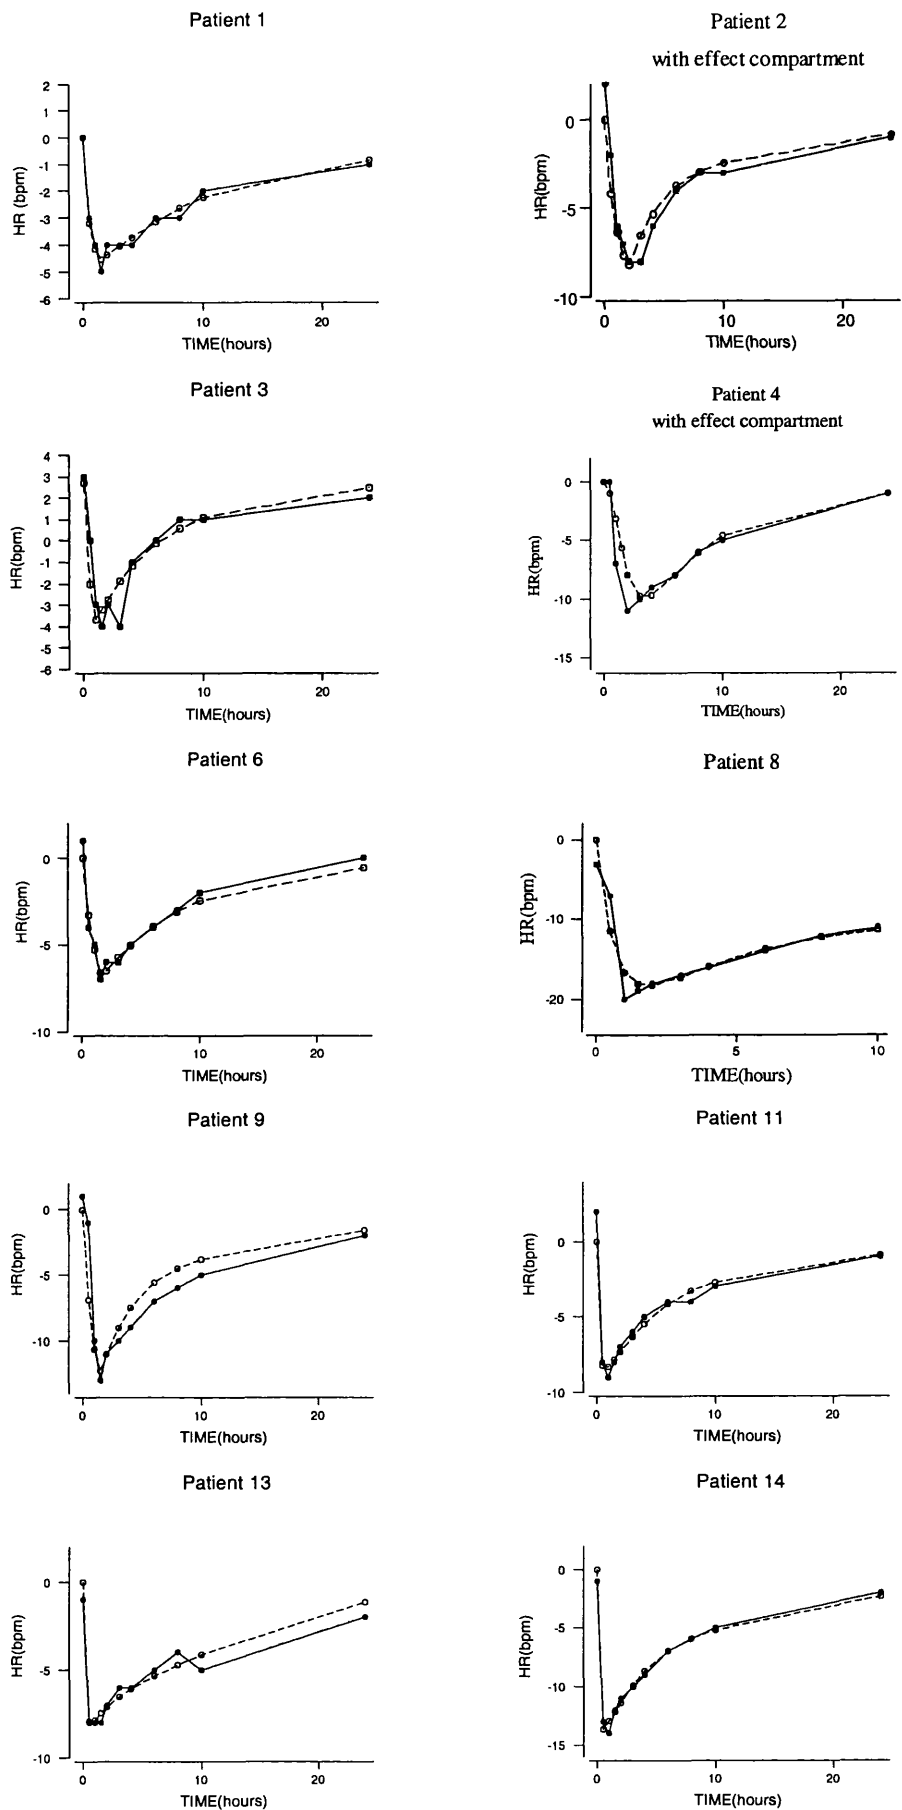 Patient 1
2
1
0
-1
-2
-3
-4
-5
-6
HR (bpm)
0 10 20
TIME(hours)
Patient 2
with effect compartment
0
-5
-10
HR(bpm)
0 10 20
TIME(hours)
Patient 3
4
3
2
1
0
-1
-2
-3
-4
-5
-6
HR(bpm)
0 10 20
TIME(hours)
Patient 4
with effect compartment
0
-5
-10
-15
HR(bpm)
0 10 20
TIME(hours)
Patient 6
0
-5
-10
HR(bpm)
0 10 20
TIME(hours)
Patient 8
0
-10
-20
HR(bpm)
0 5 10
TIME(hours)
Patient 9
0
-5
-10
HR(bpm)
0 10 20
TIME(hours)
Patient 11
0
-5
-10
HR(bpm)
0 10 20
TIME(hours)
Patient 13
0
-5
-10
HR(bpm)
0 10 20
TIME(hours)
Patient 14
0
-5
-10
-15
HR(bpm)
0 10 20
TIME(hours)